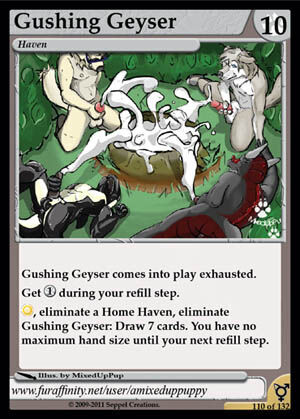 Gushing Geyser
10
Haven
MixedUpPup
Gushing Geyser comes into play exhausted.
Get 1 during your refill step.
, eliminate a Home Haven, eliminate
Gushing Geyser: Draw 7 cards. You have no
maximum hand size until your next refill step.
Illus. by MixedUpPup
www.furaffinity.net/user/amixeduppuppy
© 2009-2011 Seppel Creations.
110 of 132